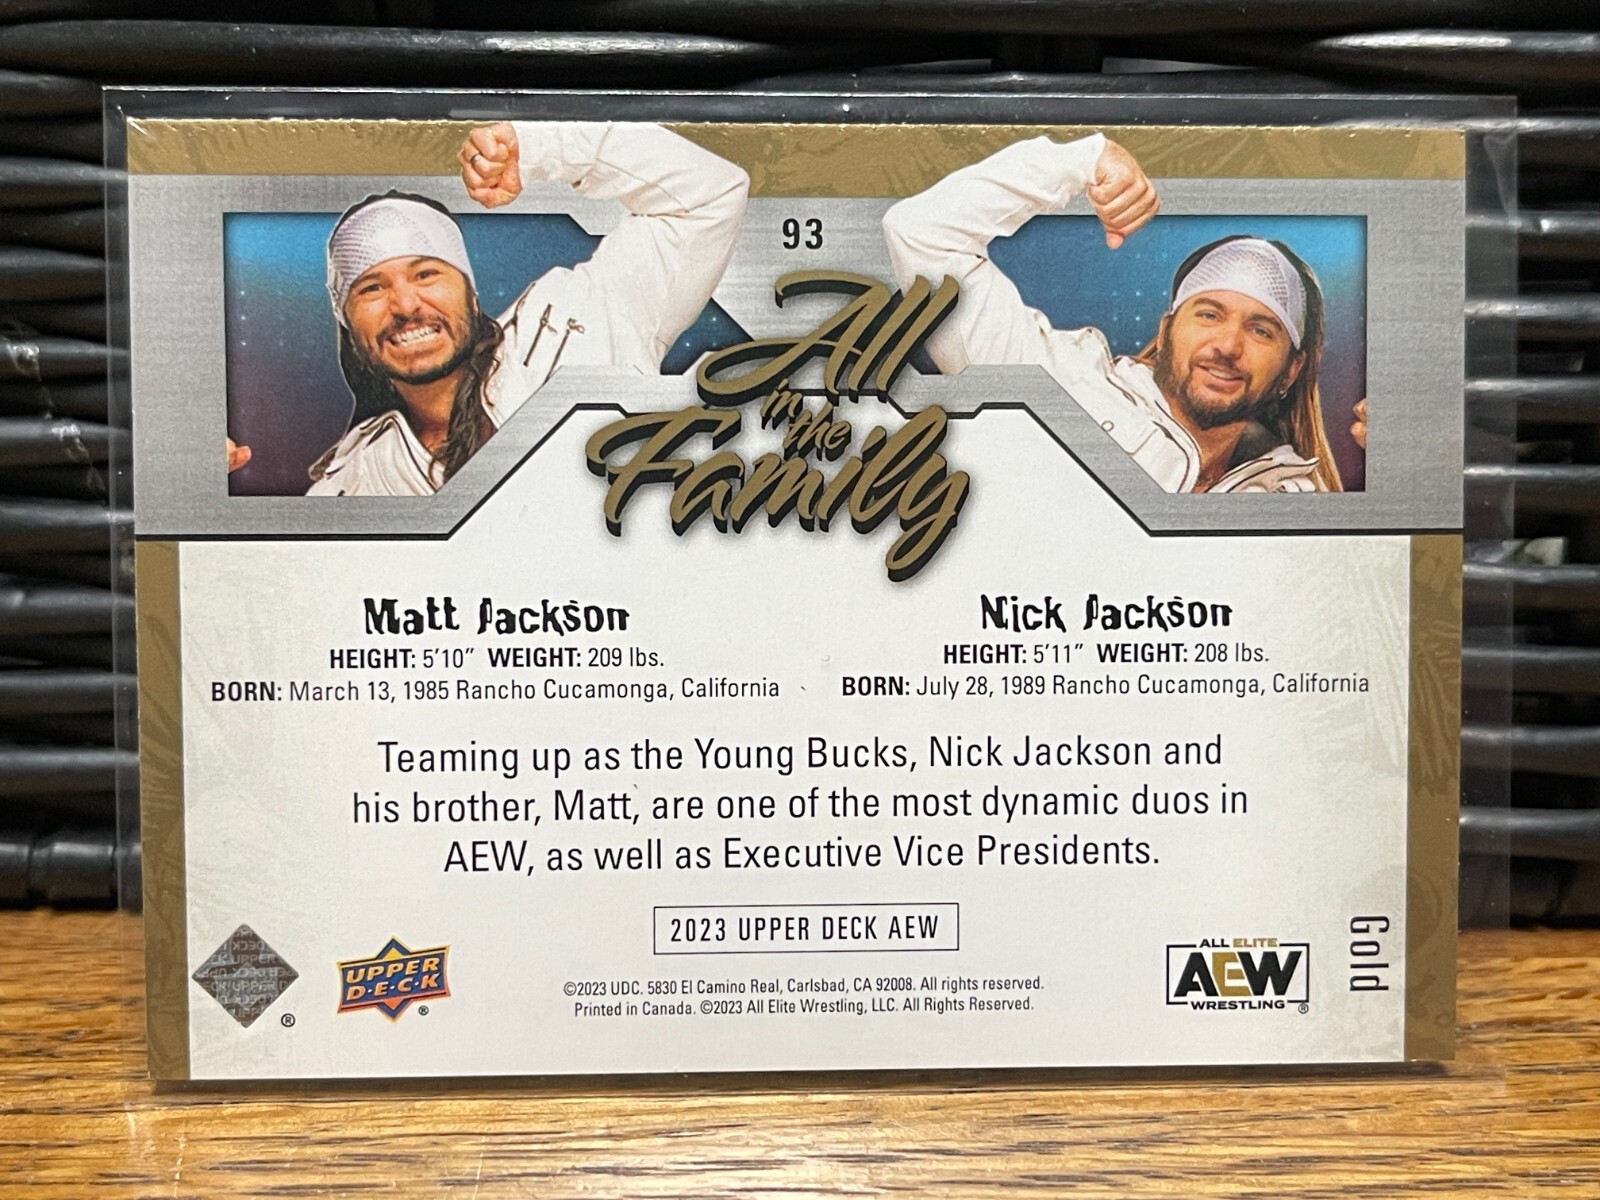 93
All
in the
Family
Matt Jackson
HEIGHT: 5'10" WEIGHT: 209 lbs.
BORN: March 13, 1985 Rancho Cucamonga, California
Nick Jackson
HEIGHT: 5'11" WEIGHT: 208 lbs.
BORN: July 28, 1989 Rancho Cucamonga, California
Teaming up as the Young Bucks, Nick Jackson and
his brother, Matt, are one of the most dynamic duos in
AEW, as well as Executive Vice Presidents.
2023 UPPER DECK AEW
©2023 UDC. 5830 El Camino Real, Carlsbad, CA 92008. All rights reserved.
Printed in Canada. ©2023 All Elite Wrestling, LLC. All Rights Reserved.
®
UPPER
D·E·C·K
®
ALL ELITE
AEW
WRESTLING
®
Gold